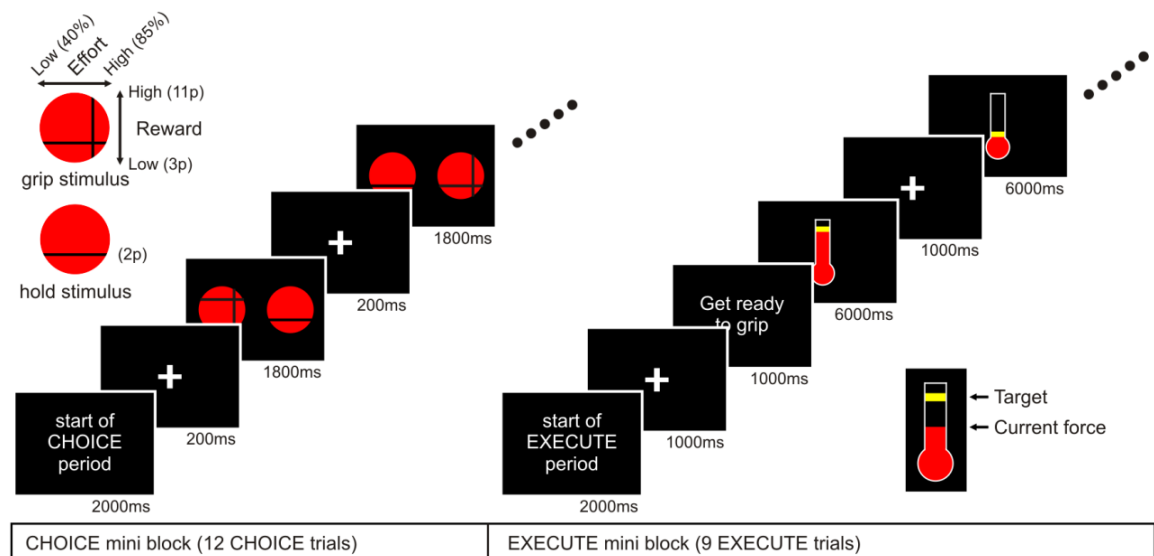 Low (40%)
Effort
High (85%)
High (11p)
Reward
Low (3p)
grip stimulus
(2p)
hold stimulus
start of
CHOICE
period
2000ms
200ms
1800ms
200ms
1800ms
start of
EXECUTE
period
2000ms
1000ms
Get ready
to grip
1000ms
6000ms
1000ms
6000ms
Target
Current force
CHOICE mini block (12 CHOICE trials)
EXECUTE mini block (9 EXECUTE trials)